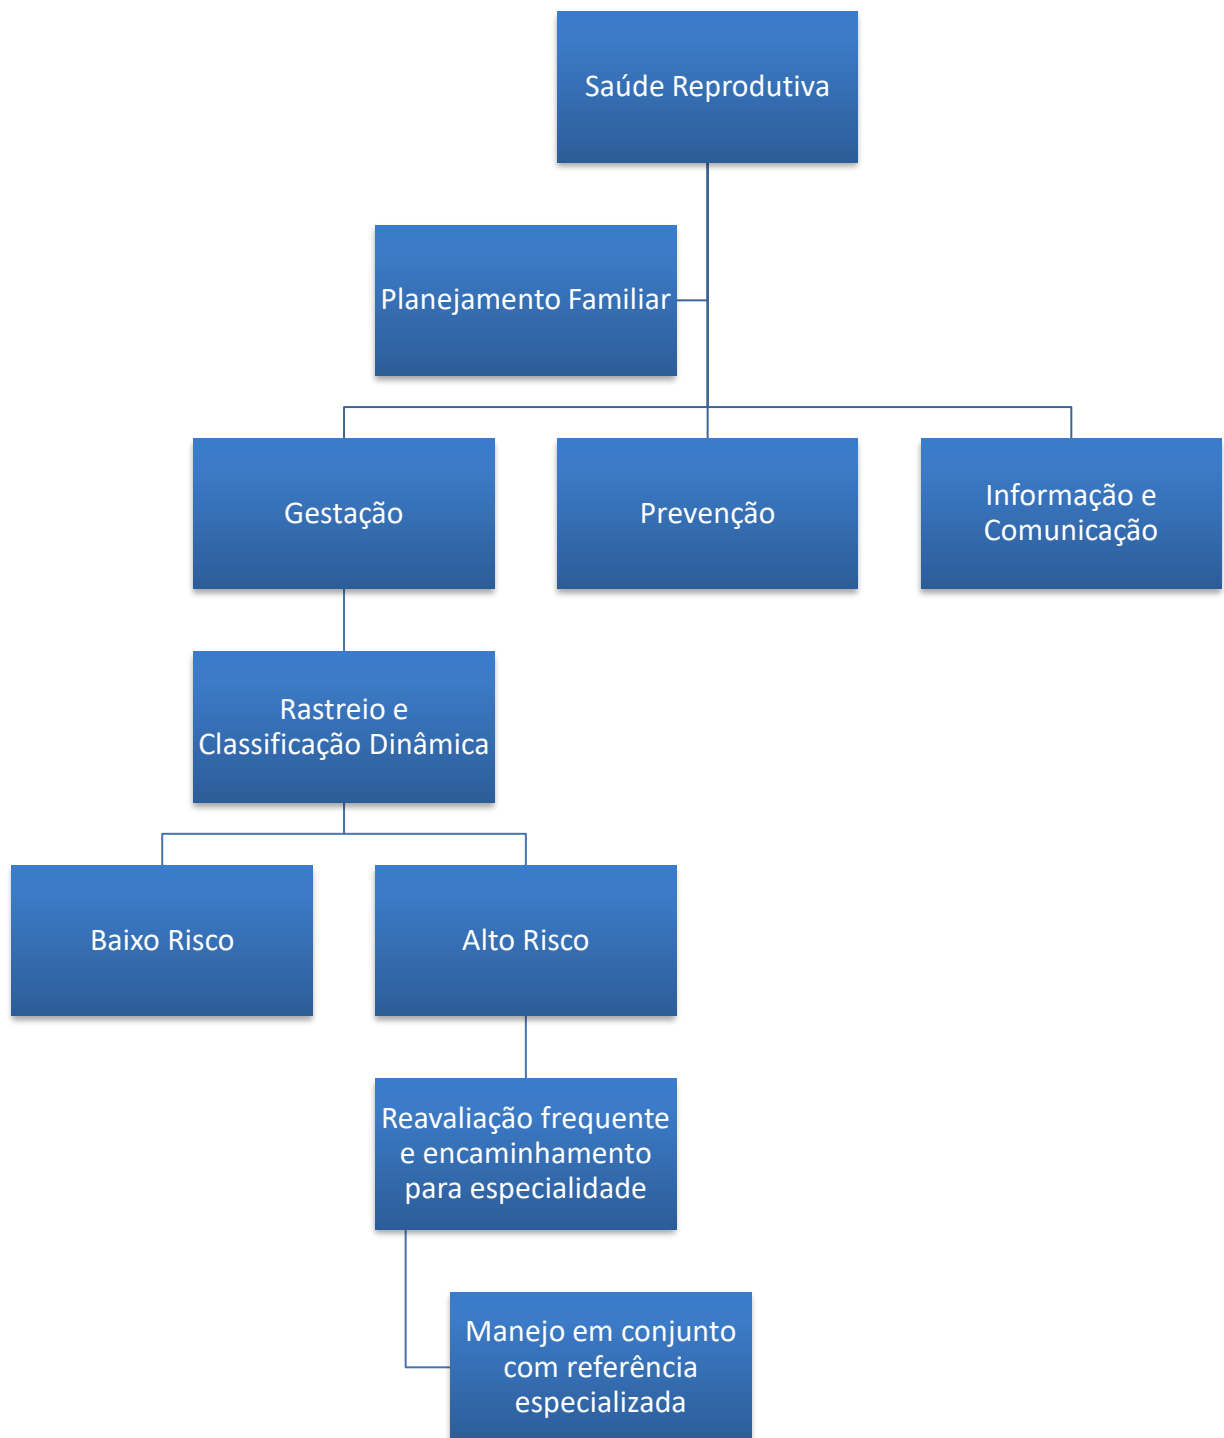 Saúde Reprodutiva
Planejamento Familiar
Gestação
Prevenção
Informação e
Comunicação
Rastreio e
Classificação Dinâmica
Baixo Risco
Alto Risco
Reavaliação frequente
e encaminhamento
para especialidade
Manejo em conjunto
com referência
especializada